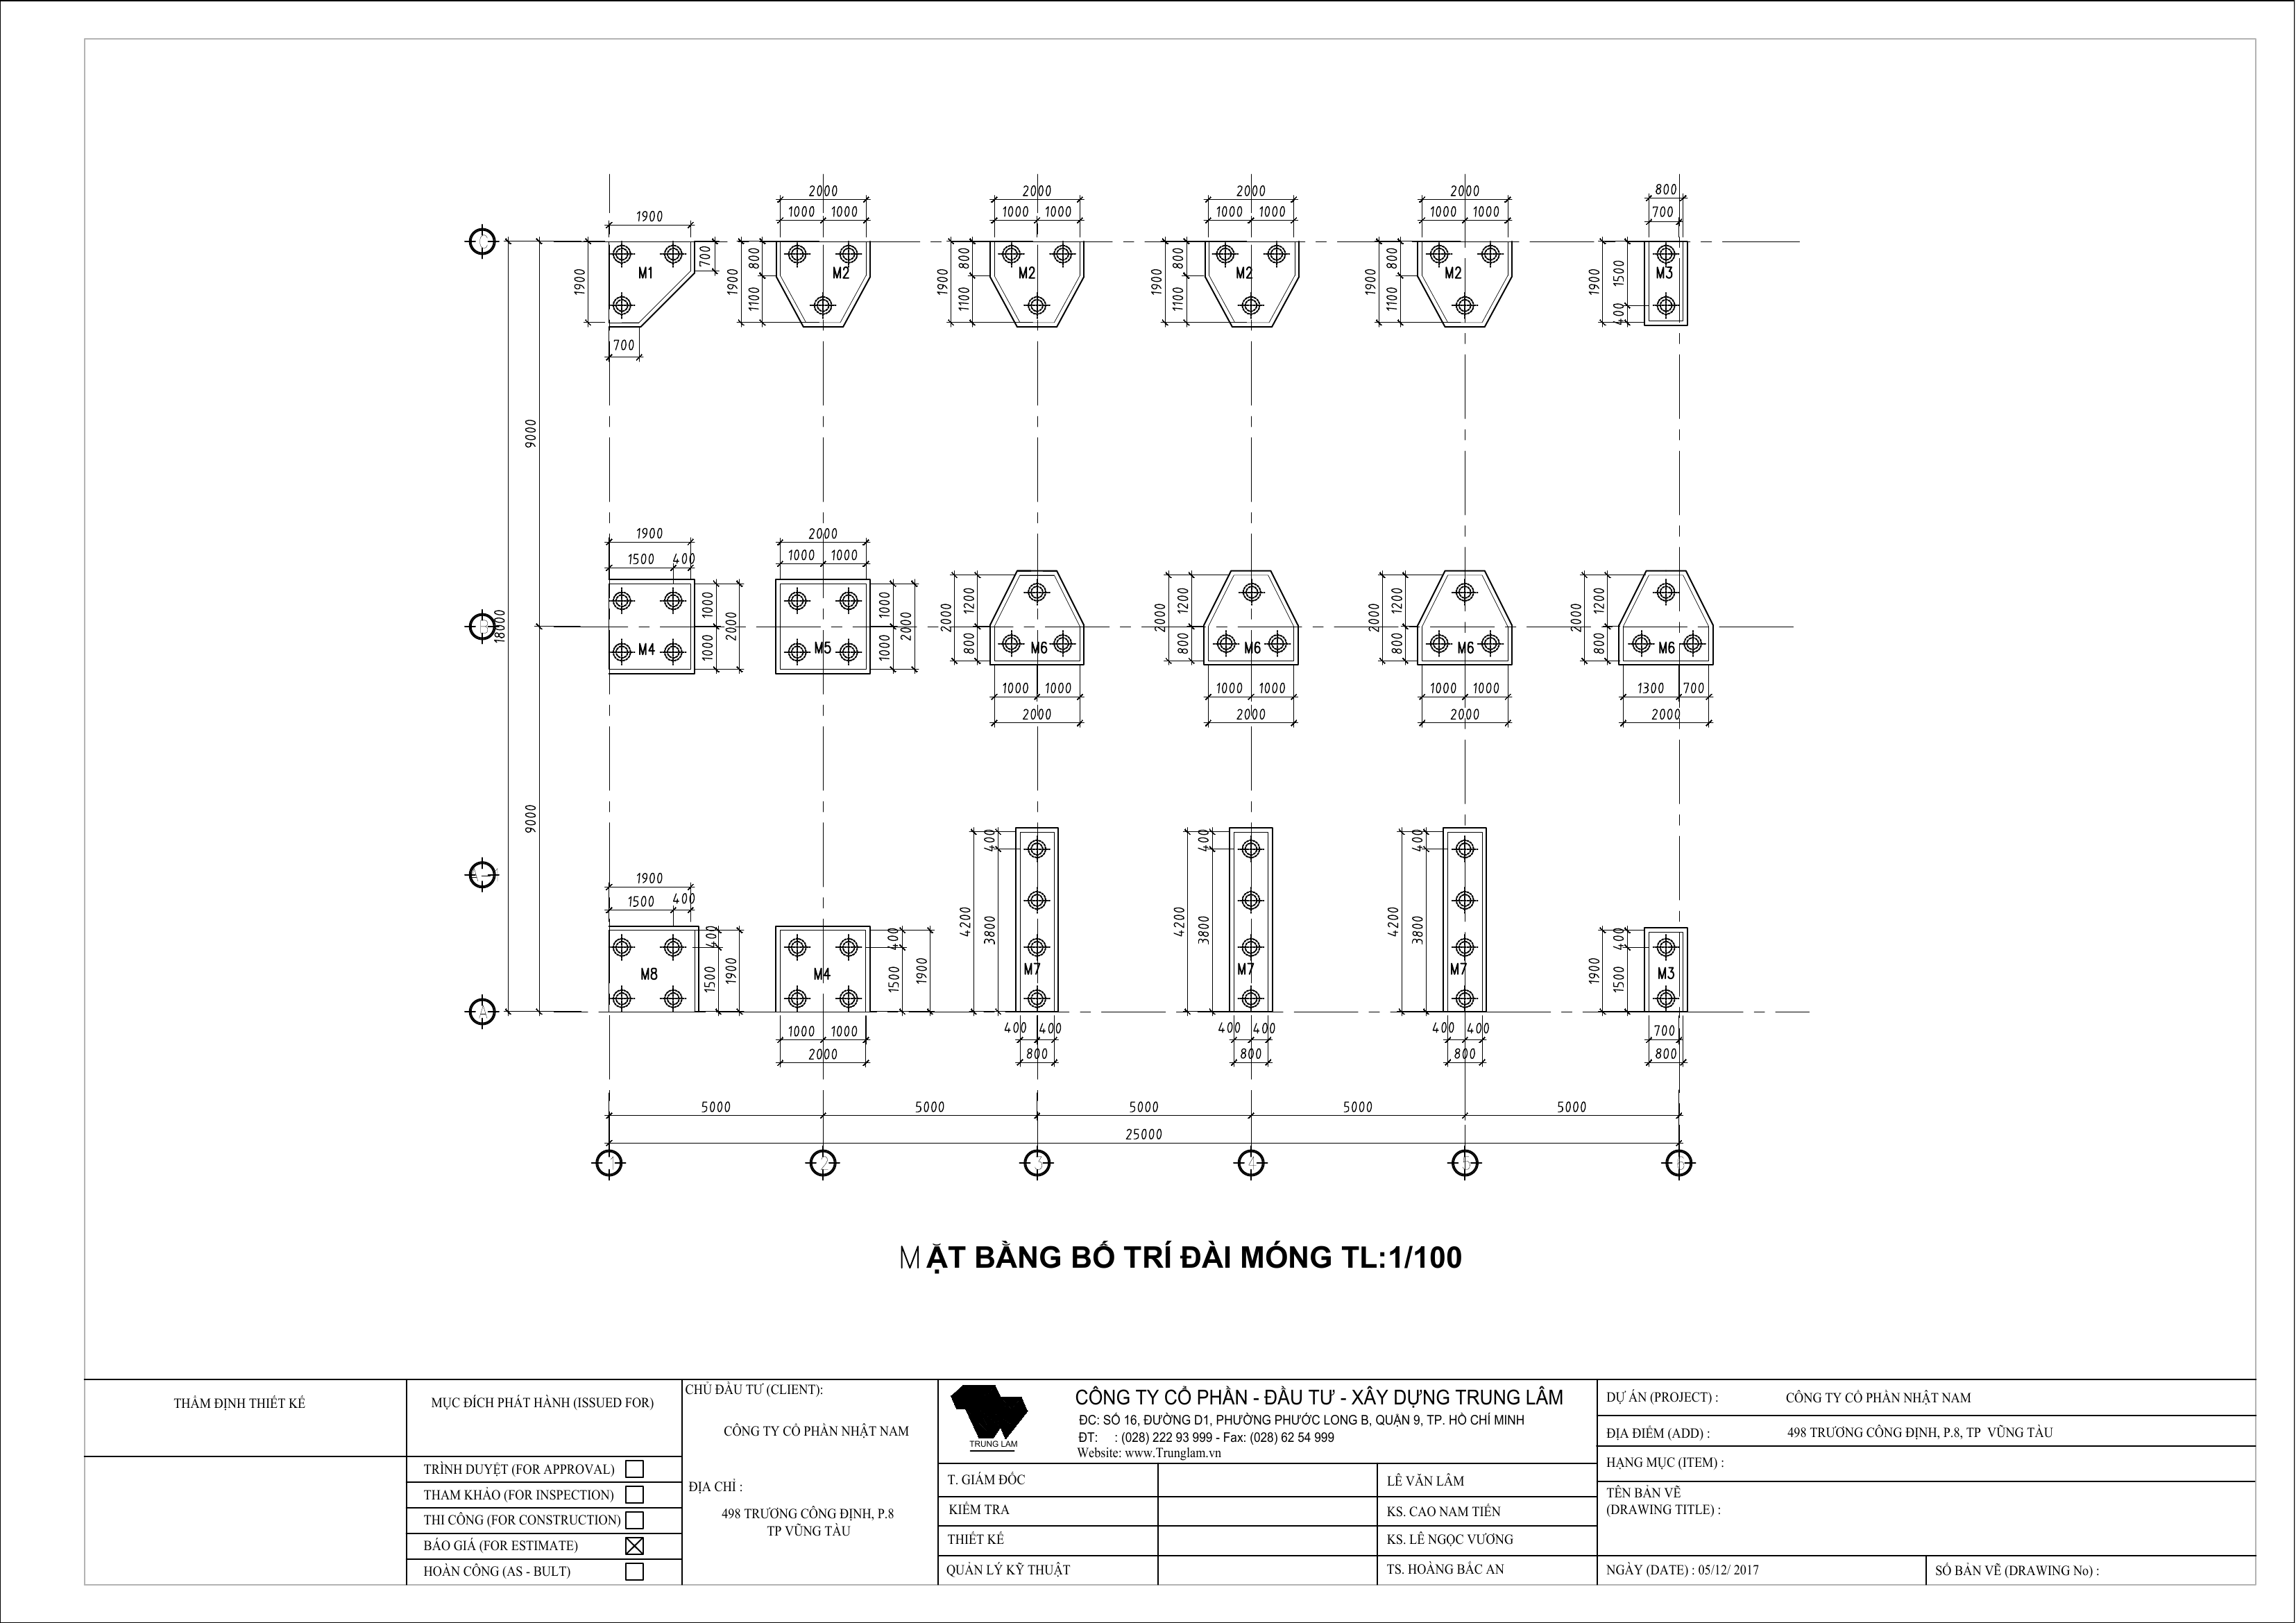 2000 2000 2000 2000 800
1900 1000 1000 1000 1000 1000 1000 1000 1000 700
C
1900 M1 700 1900 800 1100 M2 1900 800 1100 M2 1900 800 1100 M2 1900 800 1100 M2 1900 1500 400 M3
700
9000
1900 2000
1500 400 1000 1000
B 18000
M4 1000 1000 2000 M5 1000 1000 2000 2000 1200 800 M6 2000 1200 800 M6 2000 1200 800 M6 2000 1200 800 M6
1000 1000 1000 1000 1000 1000 1300 700
2000 2000 2000 2000
9000
1900
1500 400
M8 400 1500 1900 M4 400 1500 1900 4200 400 3800 M7 4200 400 3800 M7 4200 400 3800 M7 1900 400 1500 M3
A
1000 1000 400 400 400 400 400 400 700
2000 800 800 800 800
5000 5000 5000 5000 5000
25000
1 2 3 4 5
MẶT BẰNG BỐ TRÍ ĐÀI MÓNG TL:1/100
THẨM ĐỊNH THIẾT KẾ
MỤC ĐÍCH PHÁT HÀNH (ISSUED FOR)
TRÌNH DUYỆT (FOR APPROVAL)
THAM KHẢO (FOR INSPECTION)
THI CÔNG (FOR CONSTRUCTION)
BÁO GIÁ (FOR ESTIMATE)
HOÀN CÔNG (AS - BULT)
CHỦ ĐẦU TƯ (CLIENT):
CÔNG TY CỔ PHẦN NHẬT NAM
ĐỊA CHỈ :
498 TRƯƠNG CÔNG ĐỊNH, P.8
TP VŨNG TÀU
TRUNG LAM
CÔNG TY CỔ PHẦN - ĐẦU TƯ - XÂY DỰNG TRUNG LÂM
ĐC: SỐ 16, ĐƯỜNG D1, PHƯỜNG PHƯỚC LONG B, QUẬN 9, TP. HỒ CHÍ MINH
ĐT: : (028) 222 93 999 - Fax: (028) 62 54 999
Website: www.Trunglam.vn
T. GIÁM ĐỐC LÊ VĂN LÂM
KIỂM TRA KS. CAO NAM TIẾN
THIẾT KẾ KS. LÊ NGỌC VƯƠNG
QUẢN LÝ KỸ THUẬT TS. HOÀNG BẮC AN
DỰ ÁN (PROJECT) : CÔNG TY CỔ PHẦN NHẬT NAM
ĐỊA ĐIỂM (ADD) : 498 TRƯƠNG CÔNG ĐỊNH, P.8, TP VŨNG TÀU
HẠNG MỤC (ITEM) :
TÊN BẢN VẼ
(DRAWING TITLE) :
NGÀY (DATE) : 05/12/ 2017
SỐ BẢN VẼ (DRAWING No) :